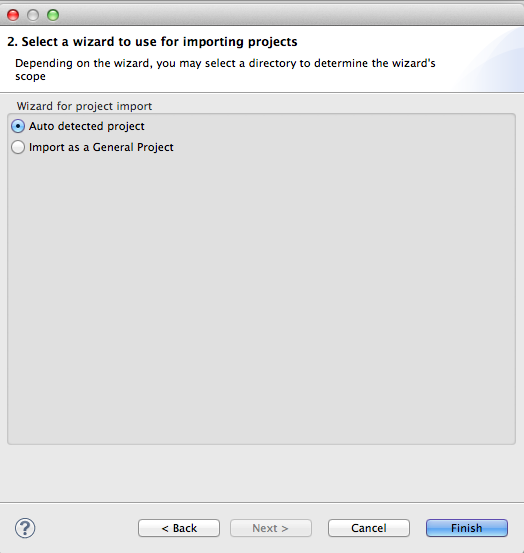 2. Select a wizard to use for importing projects
Depending on the wizard, you may select a directory to determine the wizard's
scope
Wizard for project import
Auto detected project
Import as a General Project
?
< Back
Next >
Cancel
Finish